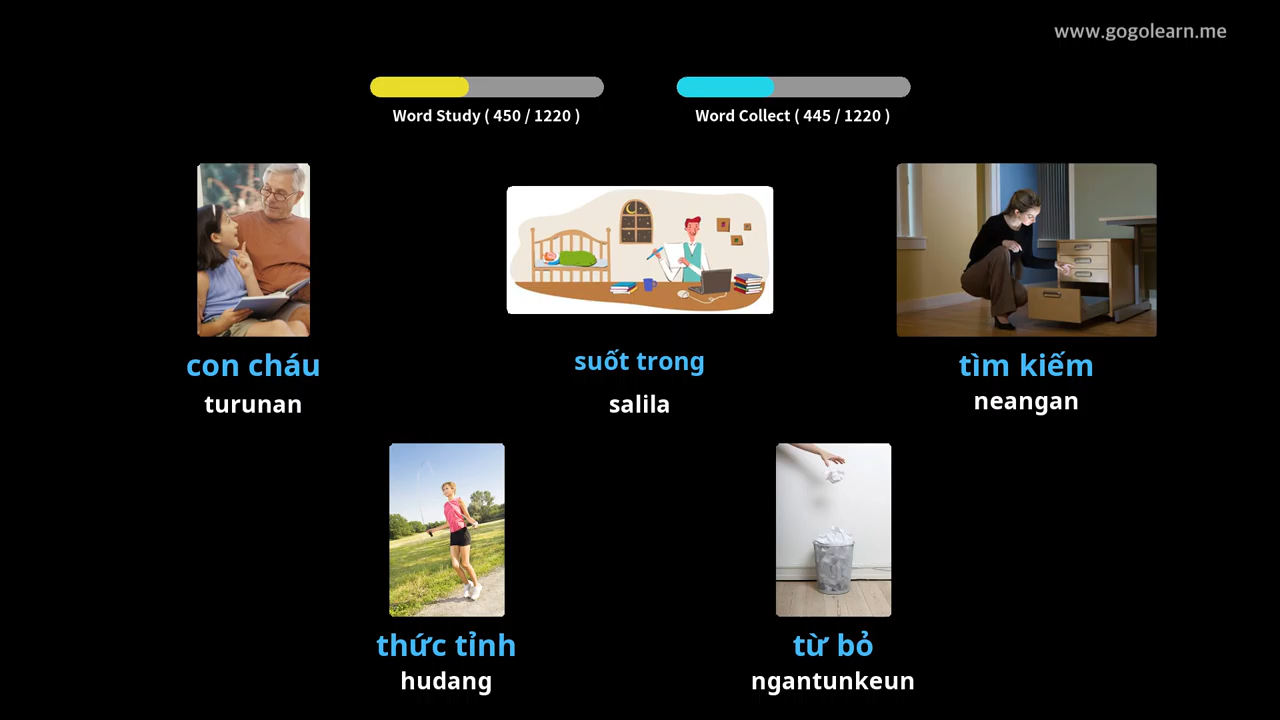 www.gogolearn.me
Word Study ( 450 / 1220 )
Word Collect ( 445 / 1220 )
con cháu
turunan
suốt trong
salila
tìm kiếm
neangan
thức tỉnh
hudang
từ bỏ
ngantunkeun